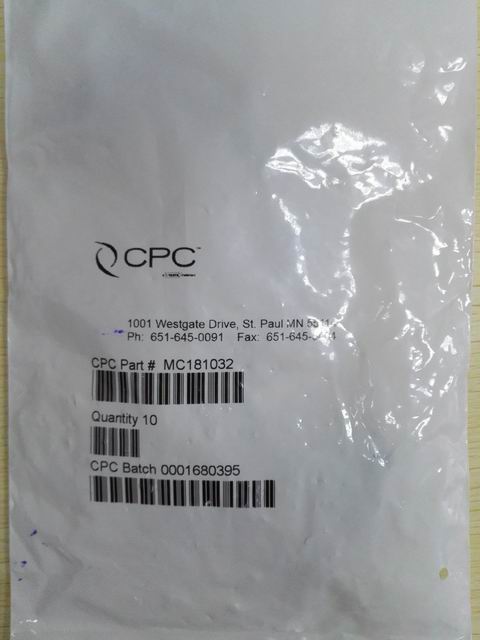 CPC™
1001 Westgate Drive, St. Paul MN
Ph: 651-645-0091 Fax:
CPC Part # MC181032
Quantity 10
CPC Batch 0001680395